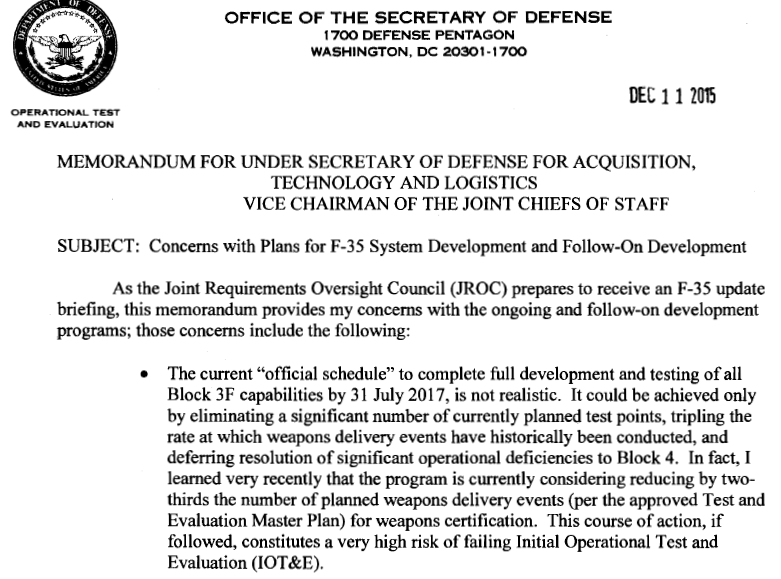 OFFICE OF THE SECRETARY OF DEFENSE
1700 DEFENSE PENTAGON
WASHINGTON, DC 20301-1700
DEPARTMENT OF DEFENSE
UNITED STATES OF AMERICA
OPERATIONAL TEST
AND EVALUATION
DEC 11 2015
MEMORANDUM FOR UNDER SECRETARY OF DEFENSE FOR ACQUISITION,
TECHNOLOGY AND LOGISTICS
VICE CHAIRMAN OF THE JOINT CHIEFS OF STAFF
SUBJECT: Concerns with Plans for F-35 System Development and Follow-On Development
As the Joint Requirements Oversight Council (JROC) prepares to receive an F-35 update
briefing, this memorandum provides my concerns with the ongoing and follow-on development
programs; those concerns include the following:
• The current “official schedule” to complete full development and testing of all
Block 3F capabilities by 31 July 2017, is not realistic. It could be achieved only
by eliminating a significant number of currently planned test points, tripling the
rate at which weapons delivery events have historically been conducted, and
deferring resolution of significant operational deficiencies to Block 4. In fact, I
learned very recently that the program is currently considering reducing by two-
thirds the number of planned weapons delivery events (per the approved Test and
Evaluation Master Plan) for weapons certification. This course of action, if
followed, constitutes a very high risk of failing Initial Operational Test and
Evaluation (IOT&E).